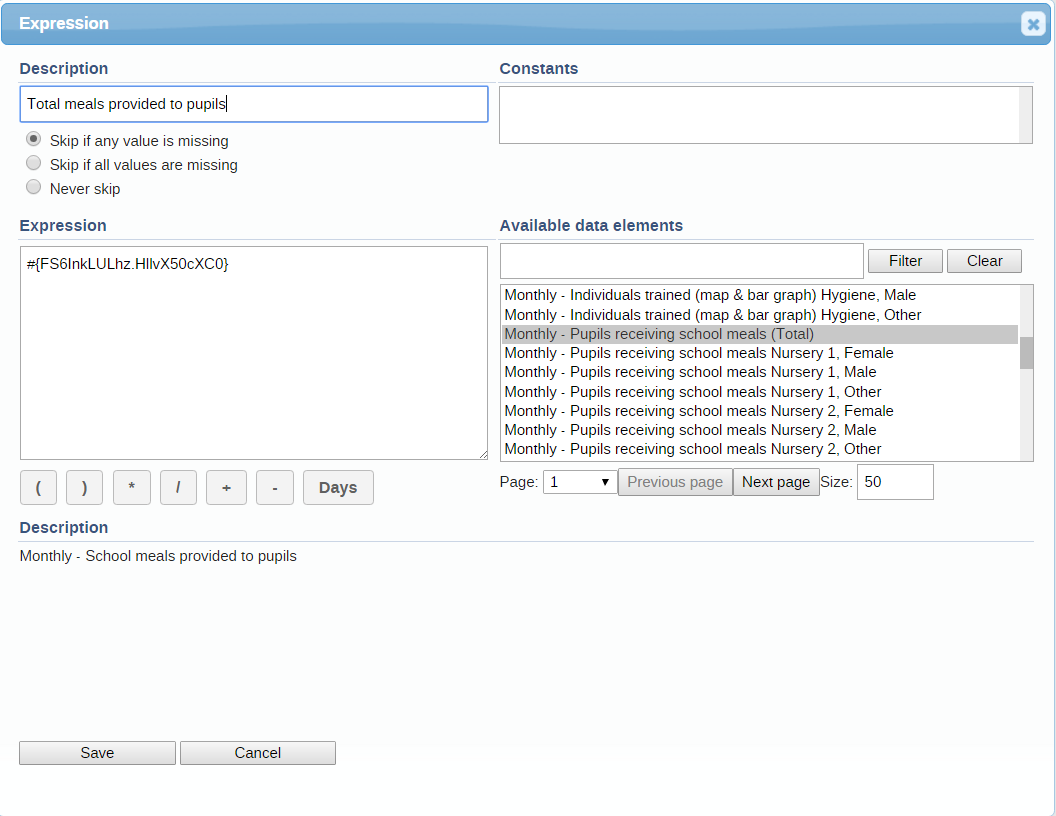 Expression
Description
Total meals provided to pupils
Skip if any value is missing
Skip if all values are missing
Never skip
Constants
Expression
#{FS6InkLULhz.HllvX50cXC0}
( ) * / + - Days
Available data elements
Filter Clear
Monthly - Individuals trained (map & bar graph) Hygiene, Male
Monthly - Individuals trained (map & bar graph) Hygiene, Other
Monthly - Pupils receiving school meals (Total)
Monthly - Pupils receiving school meals Nursery 1, Female
Monthly - Pupils receiving school meals Nursery 1, Male
Monthly - Pupils receiving school meals Nursery 1, Other
Monthly - Pupils receiving school meals Nursery 2, Female
Monthly - Pupils receiving school meals Nursery 2, Male
Monthly - Pupils receiving school meals Nursery 2, Other
Page: 1 Previous page Next page Size: 50
Description
Monthly - School meals provided to pupils
Save Cancel